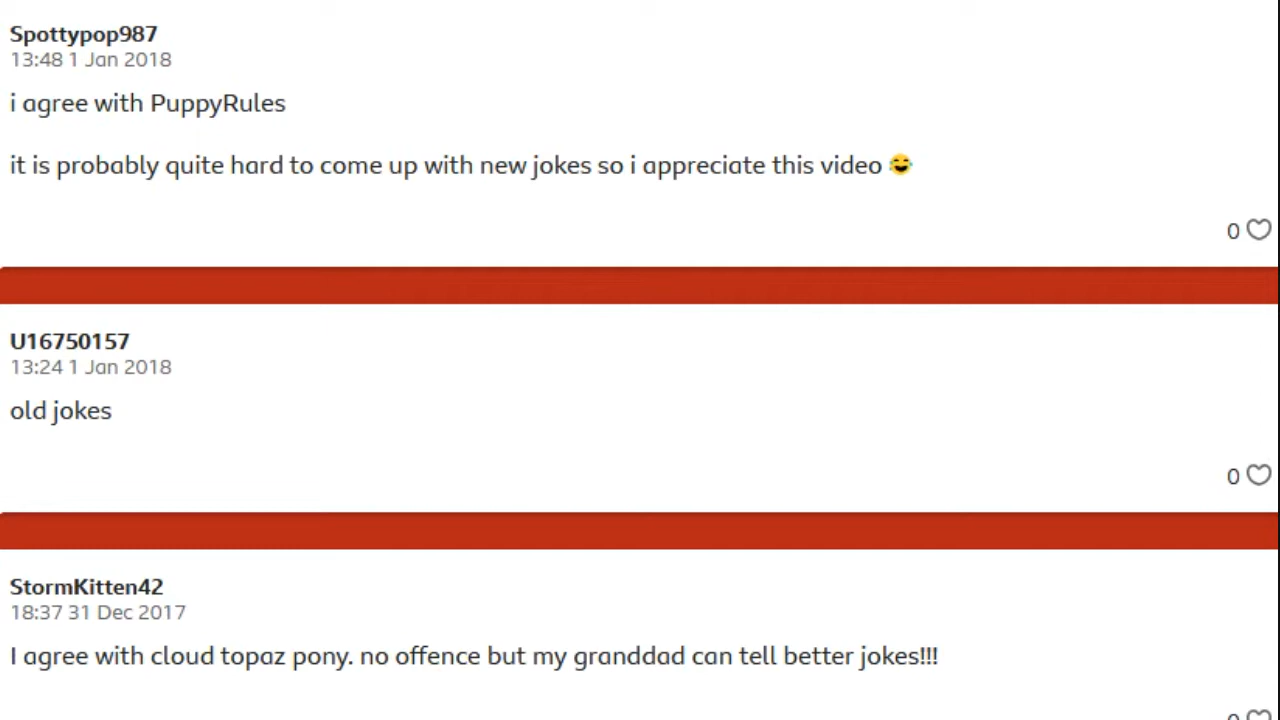 Spottypop987
13:48 1 Jan 2018
i agree with PuppyRules
it is probably quite hard to come up with new jokes so i appreciate this video 😂
0
U16750157
13:24 1 Jan 2018
old jokes
0
StormKitten42
18:37 31 Dec 2017
I agree with cloud topaz pony. no offence but my granddad can tell better jokes!!!
0